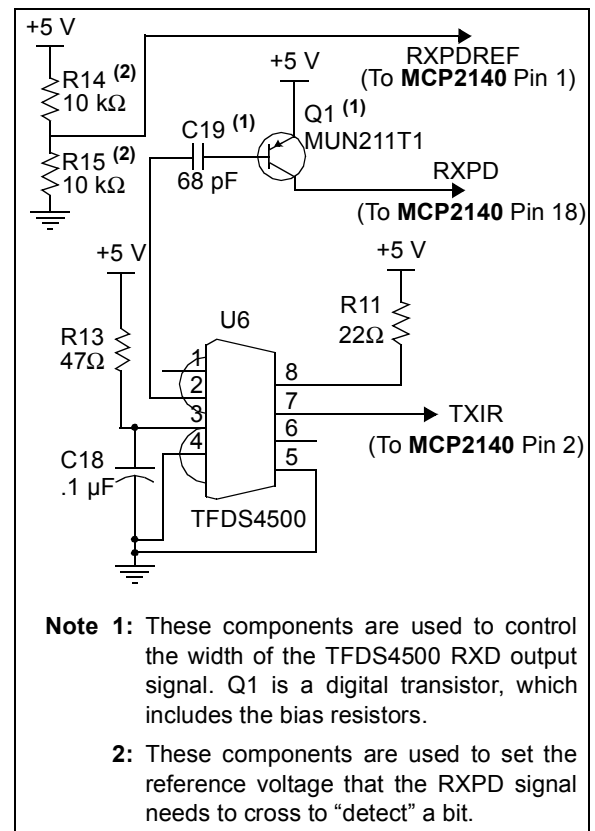 +5 V
R14 (2)
10 kΩ
R15 (2)
10 kΩ
RXPDREF
(To MCP2140 Pin 1)
+5 V
Q1 (1)
MUN211T1
C19 (1)
68 pF
RXPD
(To MCP2140 Pin 18)
+5 V
R13
47Ω
+5 V
R11
22Ω
U6
1
2
3
4
8
7
6
5
TXIR
(To MCP2140 Pin 2)
C18
.1 µF
TFDS4500
Note 1: These components are used to control
the width of the TFDS4500 RXD output
signal. Q1 is a digital transistor, which
includes the bias resistors.
2: These components are used to set the
reference voltage that the RXPD signal
needs to cross to “detect” a bit.